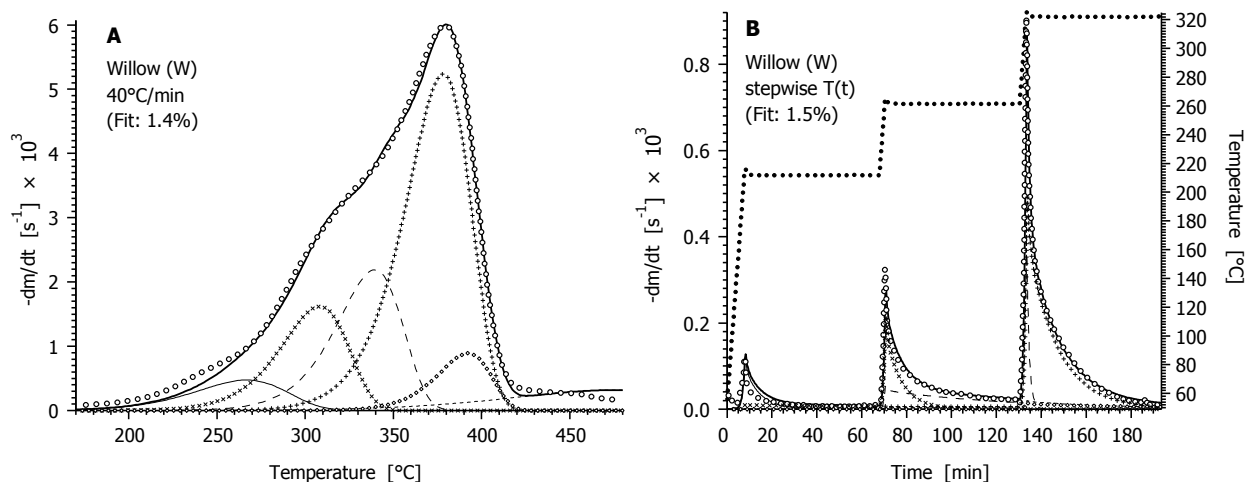 A
Willow (W)
40°C/min
(Fit: 1.4%)
-dm/dt [s⁻¹] × 10³
6
5
4
3
2
1
0
200 250 300 350 400 450
Temperature [°C]
B
Willow (W)
stepwise T(t)
(Fit: 1.5%)
-dm/dt [s⁻¹] × 10³
0.8
0.6
0.4
0.2
0.0
0 20 40 60 80 100 120 140 160 180
Time [min]
320
300
280
260
240
220
200
180
160
140
120
100
80
60
Temperature
[°C]